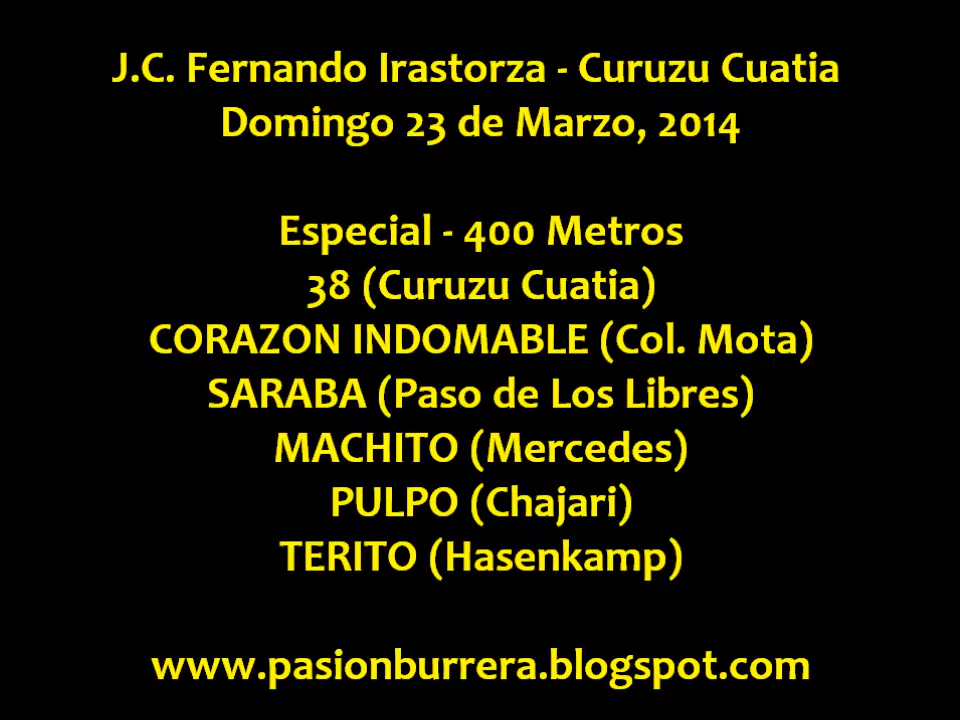 J.C. Fernando Irastorza - Curuzu Cuatia
Domingo 23 de Marzo, 2014
Especial - 400 Metros
38 (Curuzu Cuatia)
CORAZON INDOMABLE (Col. Mota)
SARABA (Paso de Los Libres)
MACHITO (Mercedes)
PULPO (Chajari)
TERITO (Hasenkamp)
www.pasionburrera.blogspot.com